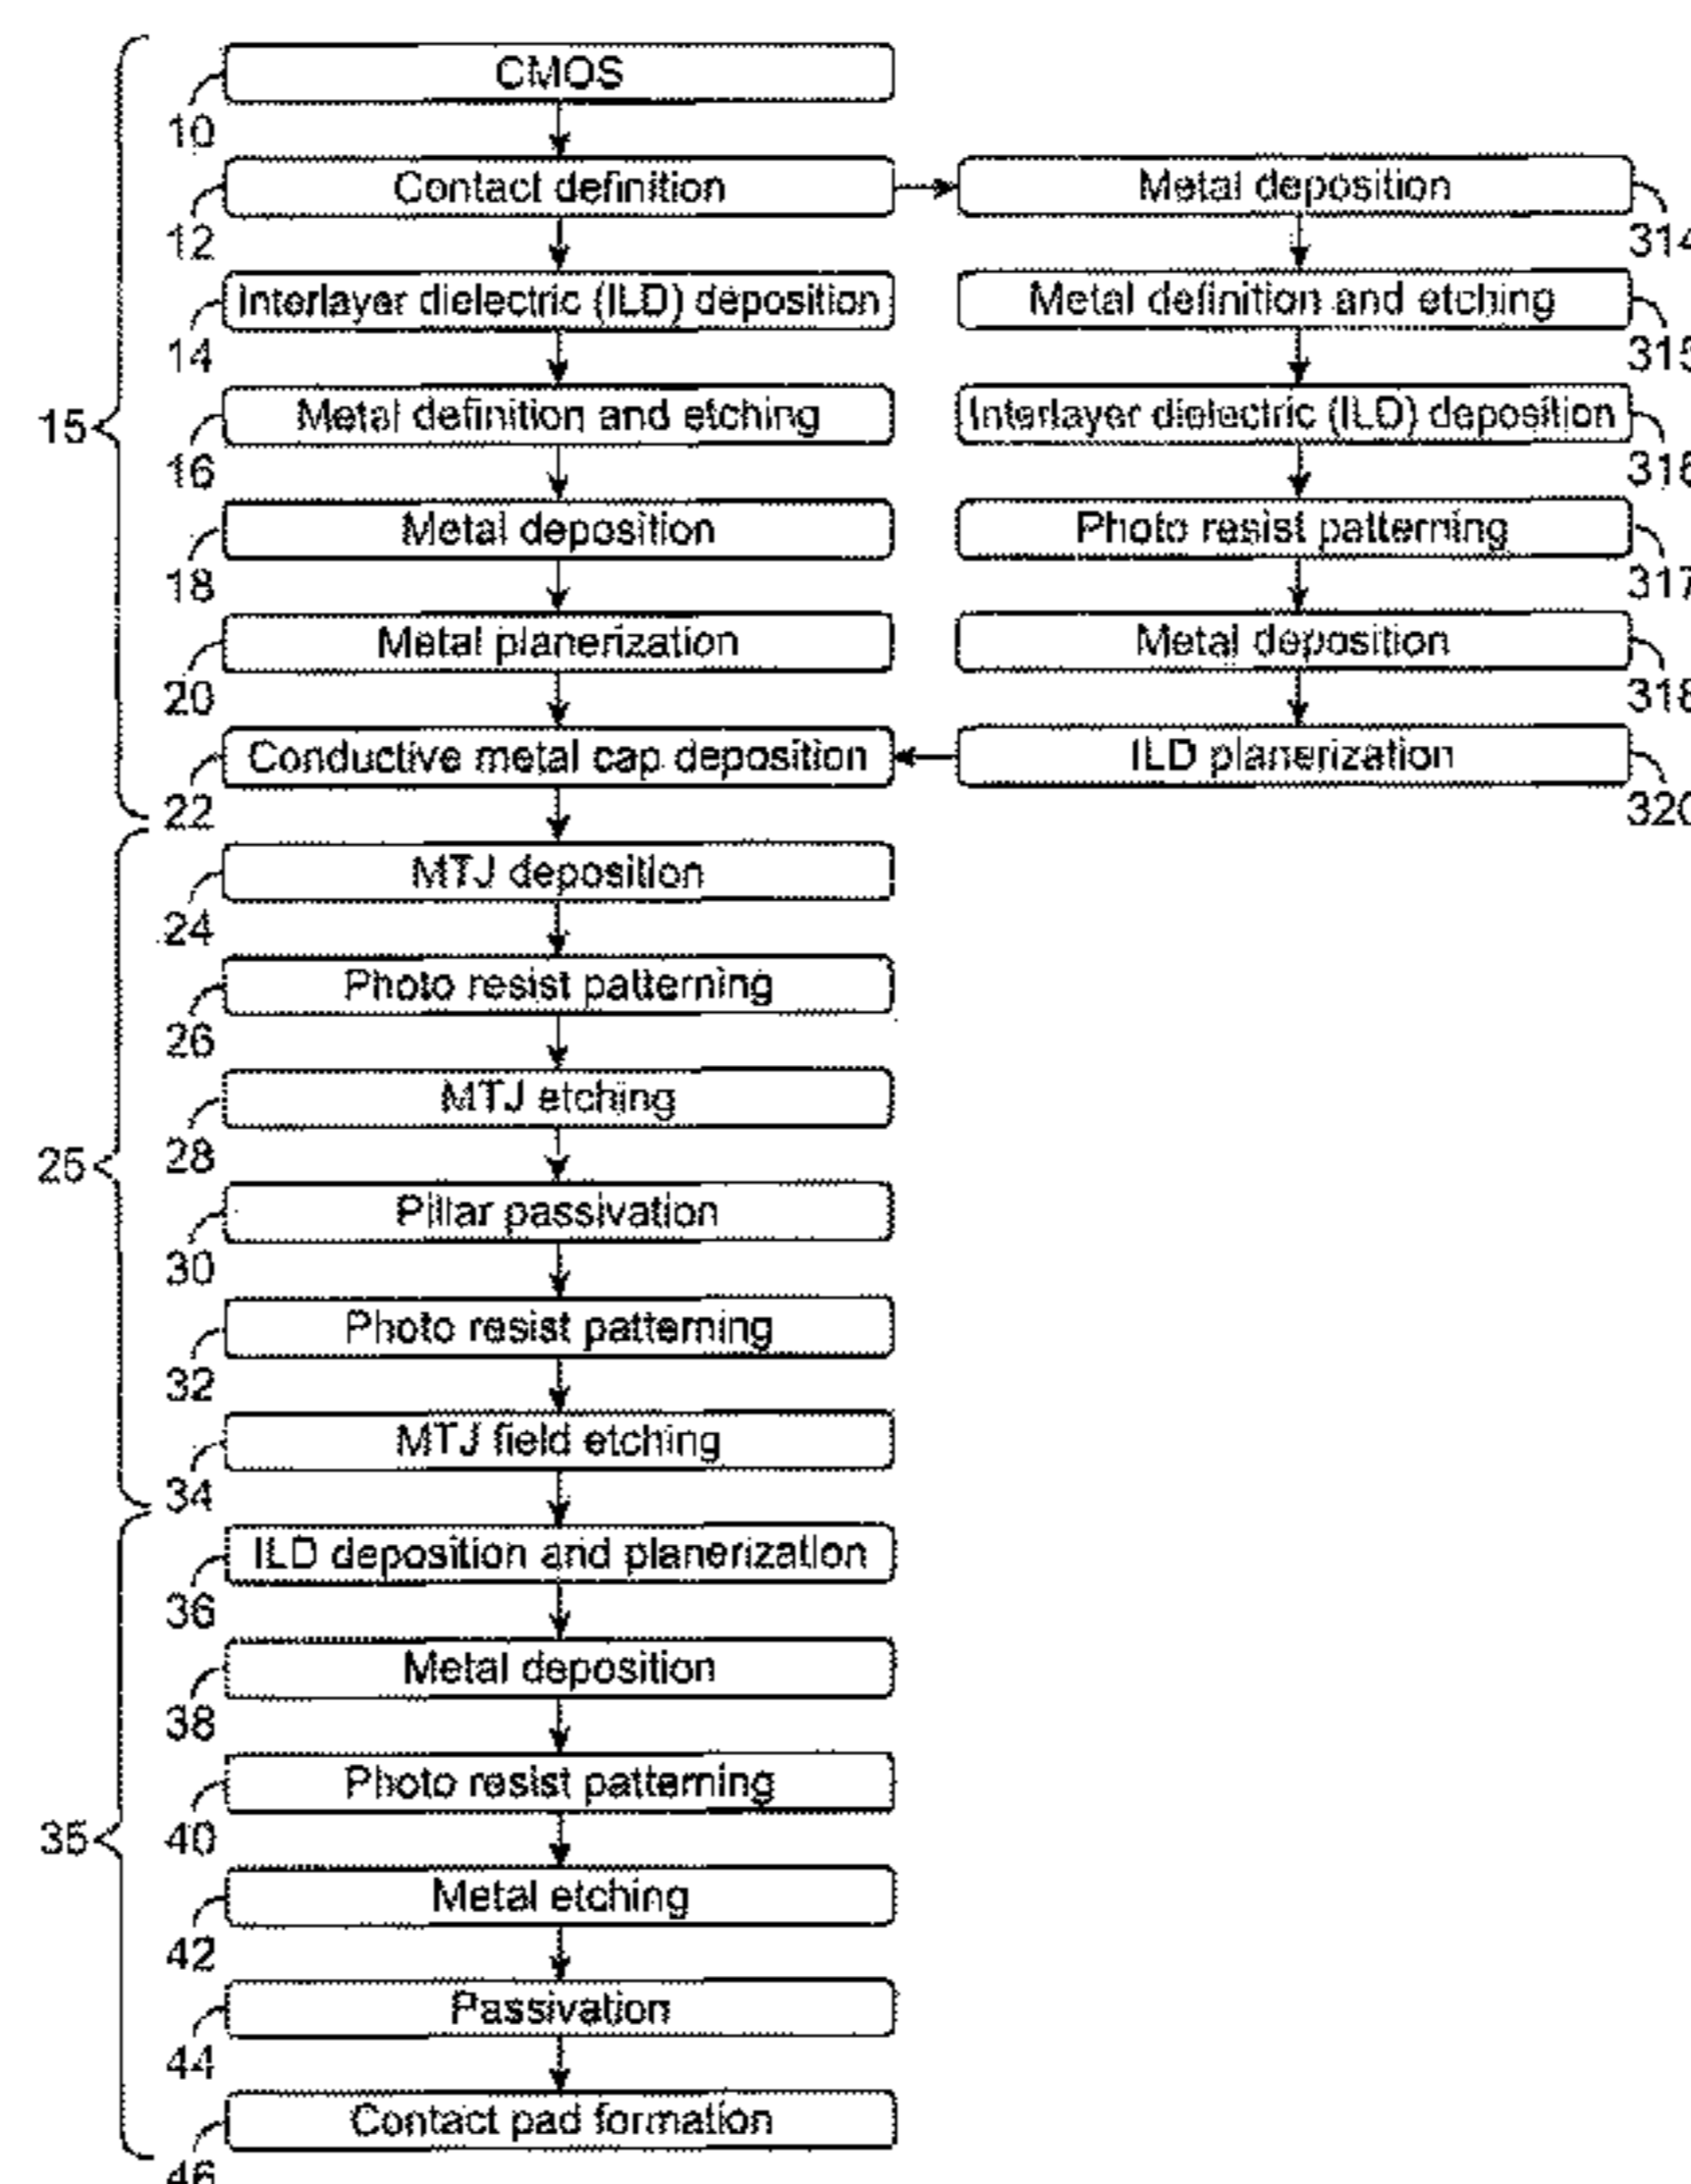 CMOS
10
Contact definition
12
Metal deposition
314
Interlayer dielectric (ILD) deposition
14
Metal definition and etching
315
15
Metal definition and etching
16
Interlayer dielectric (ILD) deposition
316
Metal deposition
18
Photo resist patterning
317
Metal planerization
20
Metal deposition
318
Conductive metal cap deposition
22
ILD planerization
320
MTJ deposition
24
Photo resist patterning
26
MTJ etching
28
25
Pillar passivation
30
Photo resist patterning
32
MTJ field etching
34
ILD deposition and planerization
36
Metal deposition
38
Photo resist patterning
40
35
Metal etching
42
Passivation
44
Contact pad formation
46